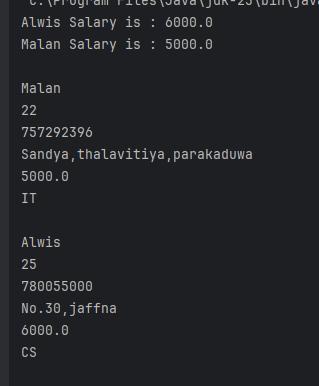 "C:\Program Files\Java\jdk-23\bin\java
Alwis Salary is : 6000.0
Malan Salary is : 5000.0
Malan
22
757292396
Sandya,thalavitiya,parakaduwa
5000.0
IT
Alwis
25
780055000
No.30,jaffna
6000.0
CS